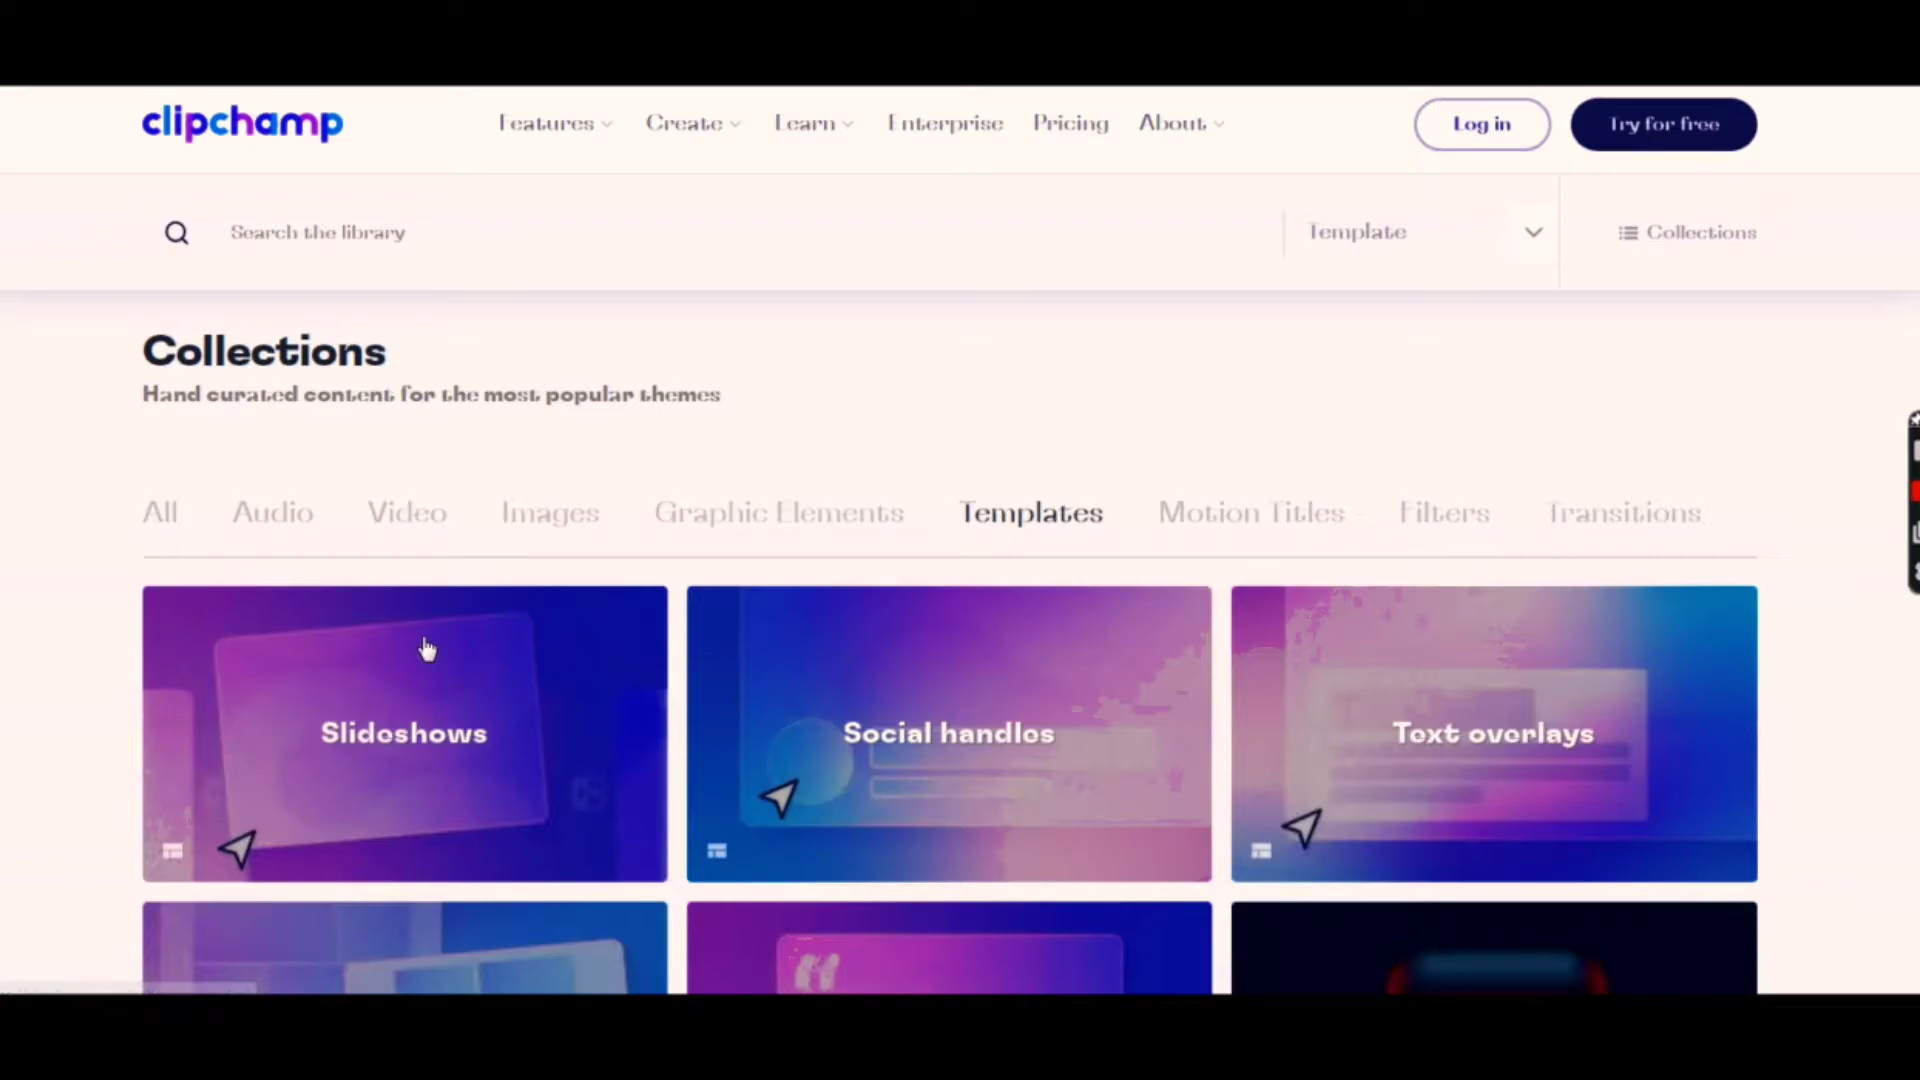 clipchamp Features Create Learn Enterprise Pricing About Log in Try for free
Search the library Template Collections
Collections
Hand curated content for the most popular themes
All Audio Video Images Graphic Elements Templates Motion Titles Filters Transitions
Slideshows Social handles Text overlays